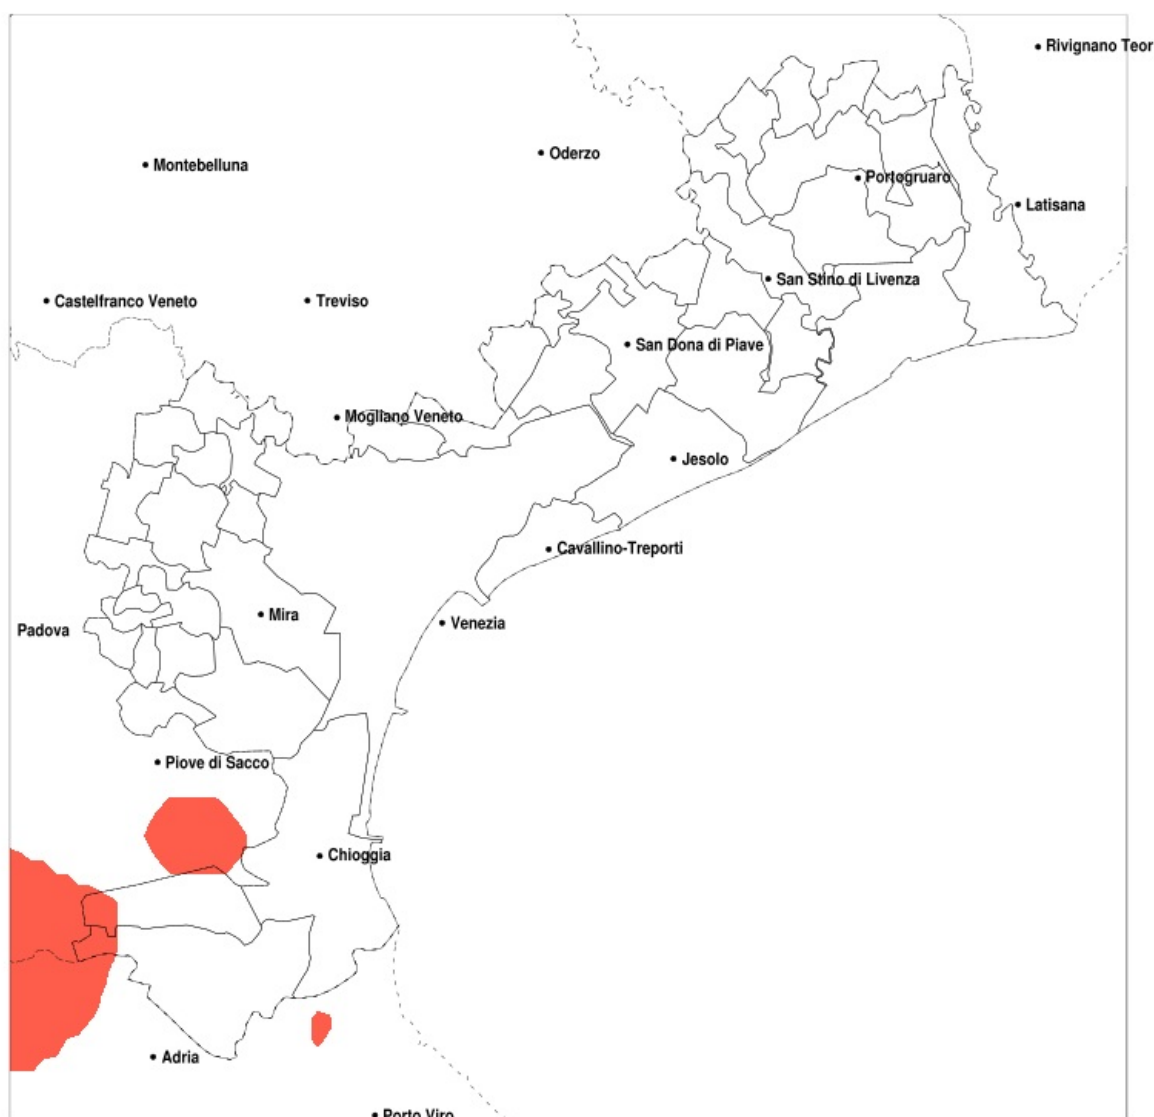 Rivignano Teor
Oderzo
Montebelluna
Portogruaro
Latisana
San Stino di Livenza
Castelfranco Veneto
Treviso
San Dona di Piave
Mogliano Veneto
Jesolo
Cavallino-Treporti
Mira
Venezia
Padova
Piove di Sacco
Chioggia
Adria
Porto Viro